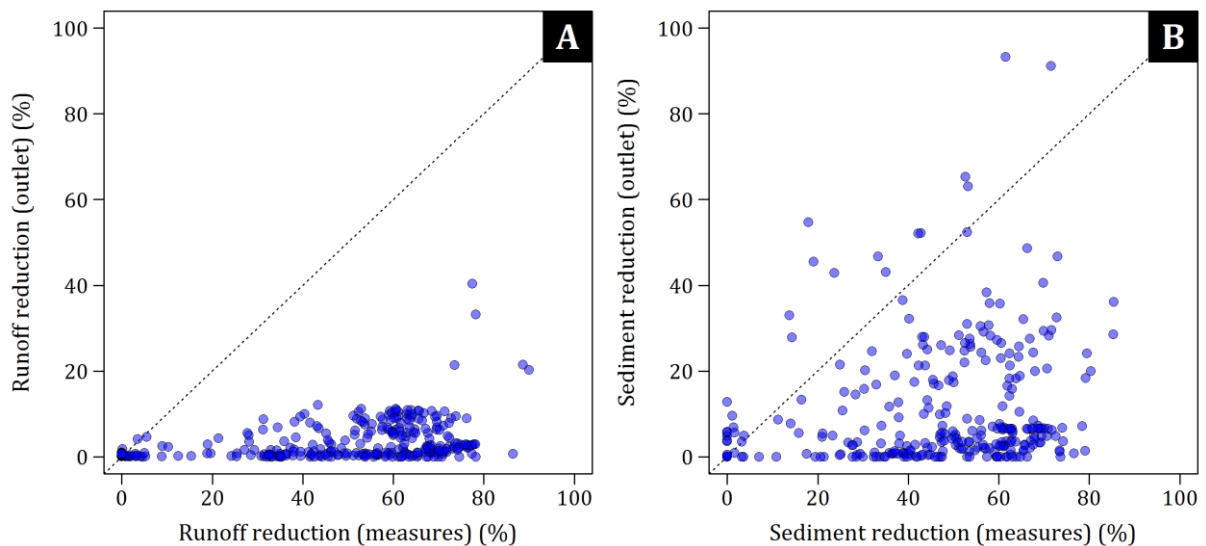 A
Runoff reduction (outlet) (%)
100
80
60
40
20
0
0 20 40 60 80 100
Runoff reduction (measures) (%)
B
Sediment reduction (outlet) (%)
100
80
60
40
20
0
0 20 40 60 80 100
Sediment reduction (measures) (%)